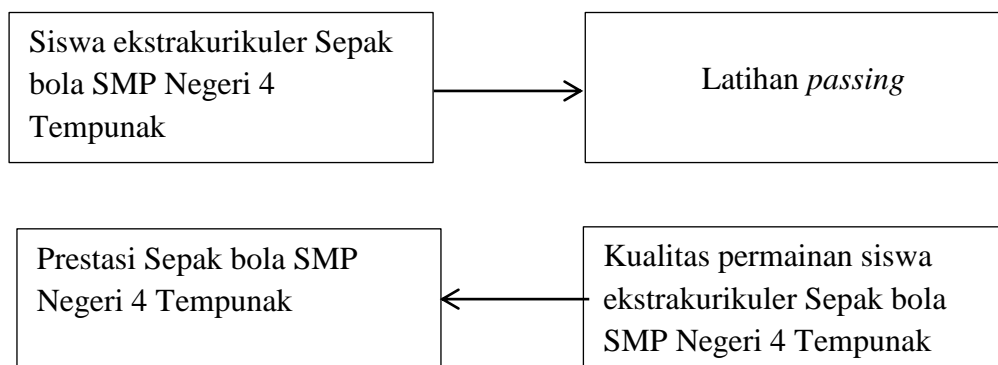 Siswa ekstrakurikuler Sepak
bola SMP Negeri 4
Tempunak
Latihan passing
Prestasi Sepak bola SMP
Negeri 4 Tempunak
Kualitas permainan siswa
ekstrakurikuler Sepak bola
SMP Negeri 4 Tempunak